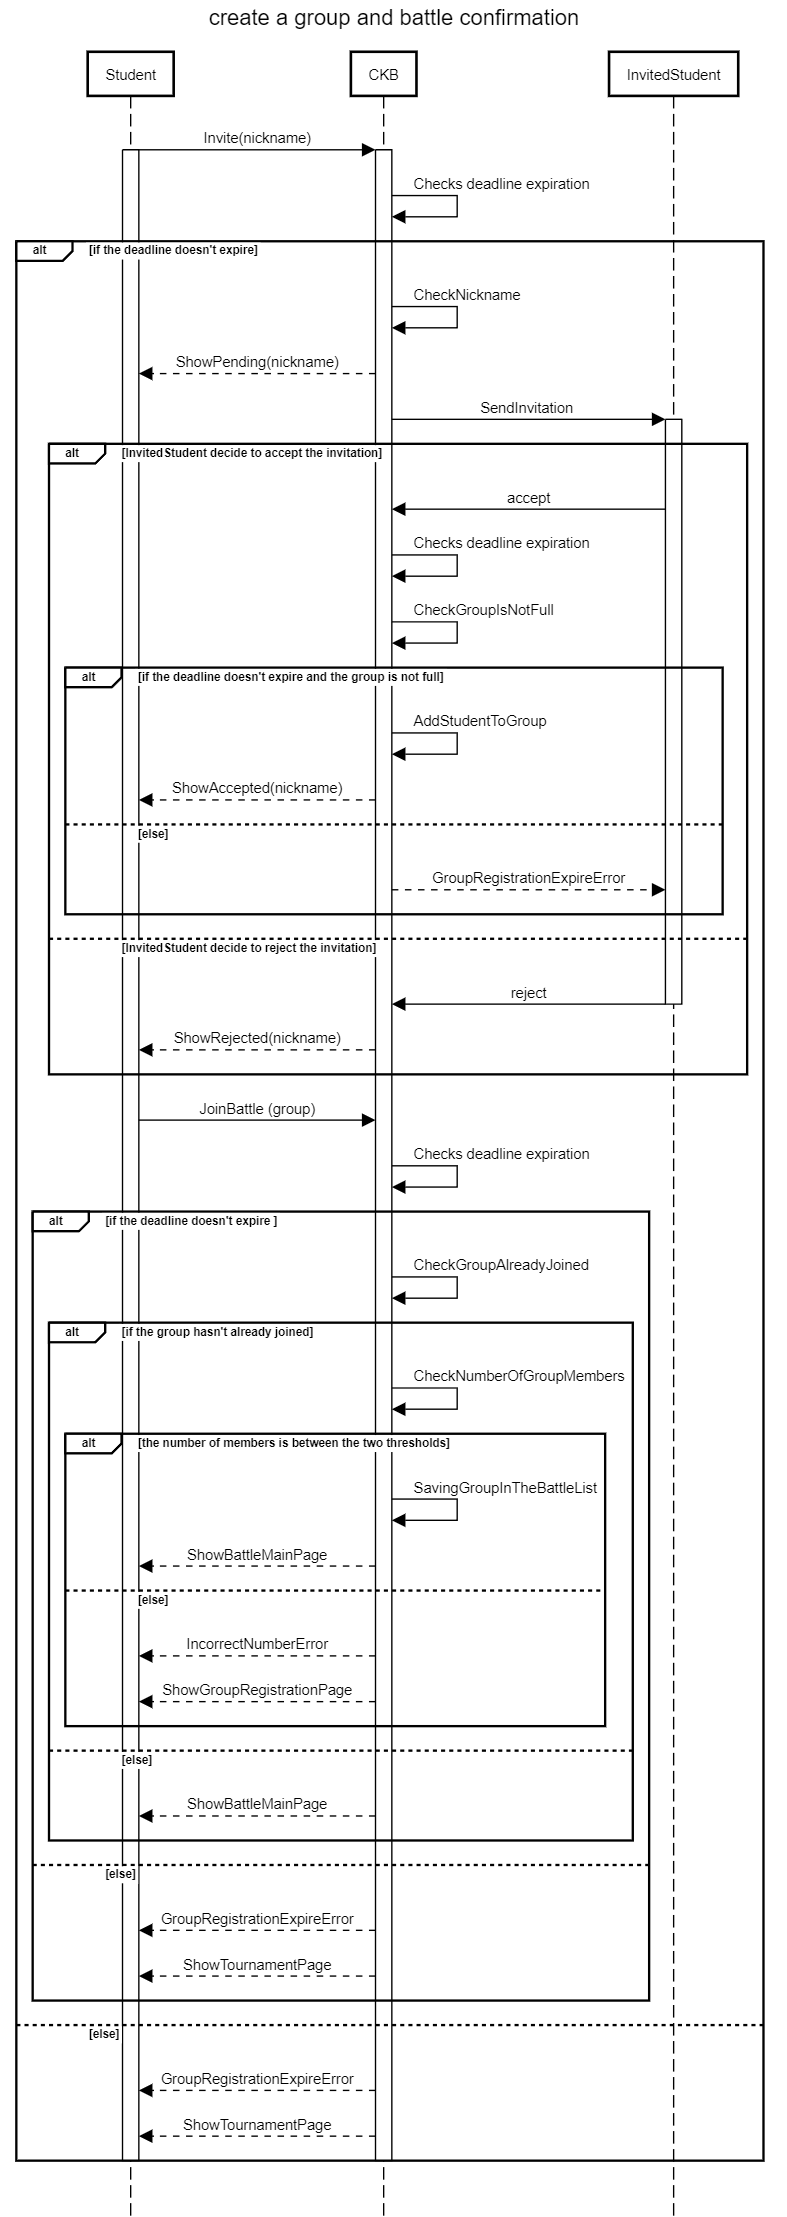 create a group and battle confirmation
Student
CKB
InvitedStudent
Invite(nickname)
Checks deadline expiration
alt
[if the deadline doesn't expire]
CheckNickname
ShowPending(nickname)
SendInvitation
alt
[InvitedStudent decide to accept the invitation]
accept
Checks deadline expiration
CheckGroupIsNotFull
alt
[if the deadline doesn't expire and the group is not full]
AddStudentToGroup
ShowAccepted(nickname)
[else]
GroupRegistrationExpireError
[InvitedStudent decide to reject the invitation]
reject
ShowRejected(nickname)
JoinBattle (group)
Checks deadline expiration
alt
[if the deadline doesn't expire ]
CheckGroupAlreadyJoined
alt
[if the group hasn't already joined]
CheckNumberOfGroupMembers
alt
[the number of members is between the two thresholds]
SavingGroupInTheBattleList
ShowBattleMainPage
[else]
IncorrectNumberError
ShowGroupRegistrationPage
[else]
ShowBattleMainPage
[else]
GroupRegistrationExpireError
ShowTournamentPage
[else]
GroupRegistrationExpireError
ShowTournamentPage